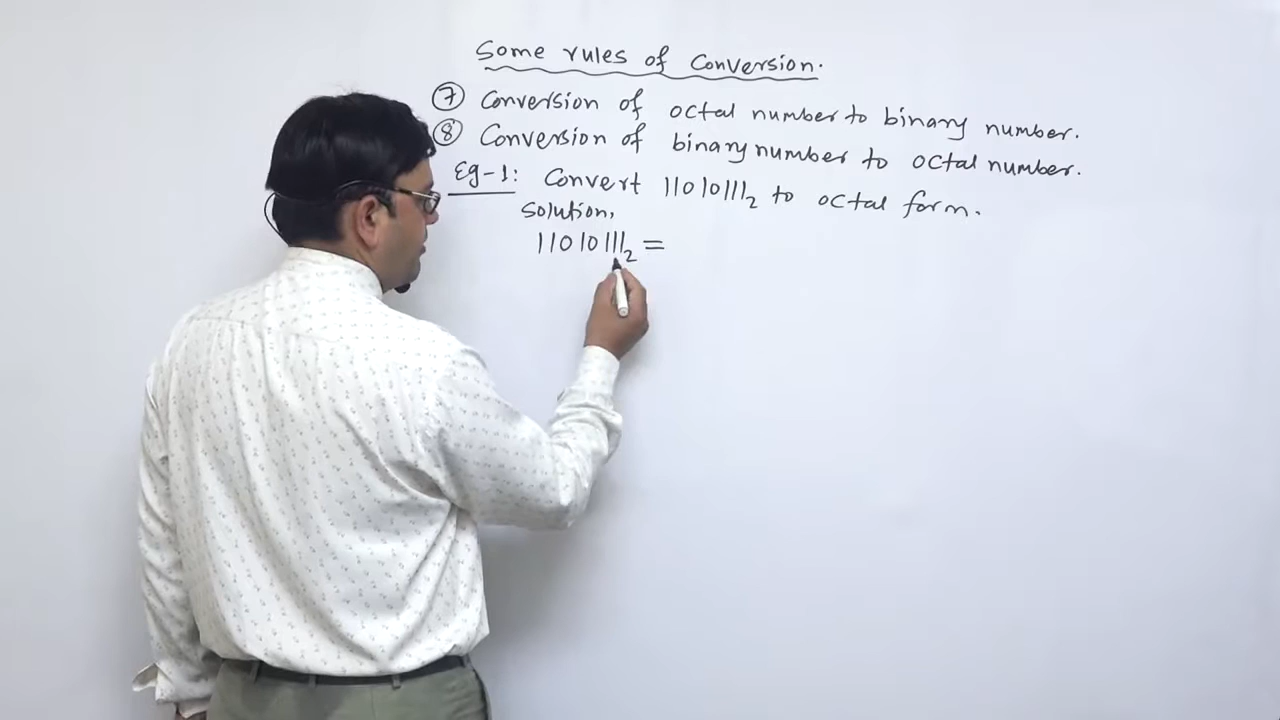 Some rules of Conversion.
⑦ Conversion of octal number to binary number.
⑧ Conversion of binary number to octal number.
Eg-1: Convert 11010111₂ to octal form.
Solution,
11010111₂ =